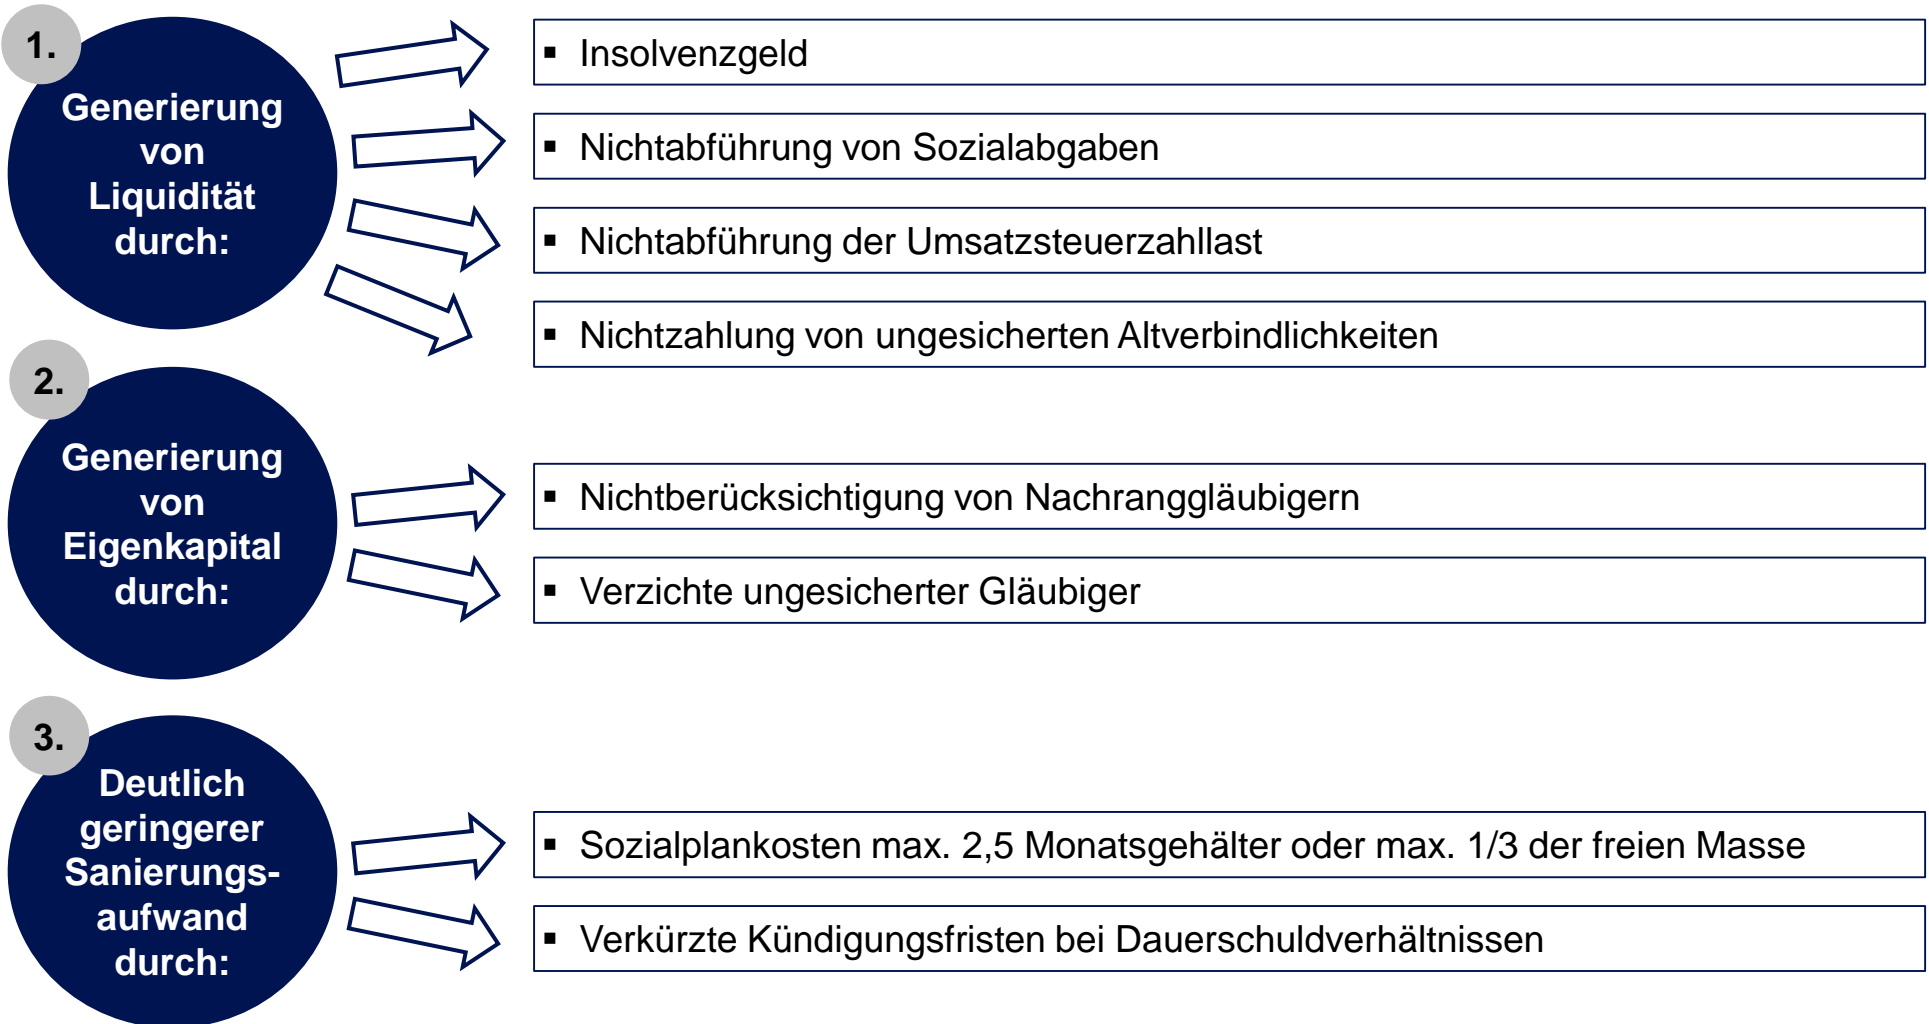 1.
Generierung
von
Liquidität
durch:
▪ Insolvenzgeld
▪ Nichtabführung von Sozialabgaben
▪ Nichtabführung der Umsatzsteuerzahllast
▪ Nichtzahlung von ungesicherten Altverbindlichkeiten
2.
Generierung
von
Eigenkapital
durch:
▪ Nichtberücksichtigung von Nachranggläubigern
▪ Verzichte ungesicherter Gläubiger
3.
Deutlich
geringerer
Sanierungs-
aufwand
durch:
▪ Sozialplankosten max. 2,5 Monatsgehälter oder max. 1/3 der freien Masse
▪ Verkürzte Kündigungsfristen bei Dauerschuldverhältnissen